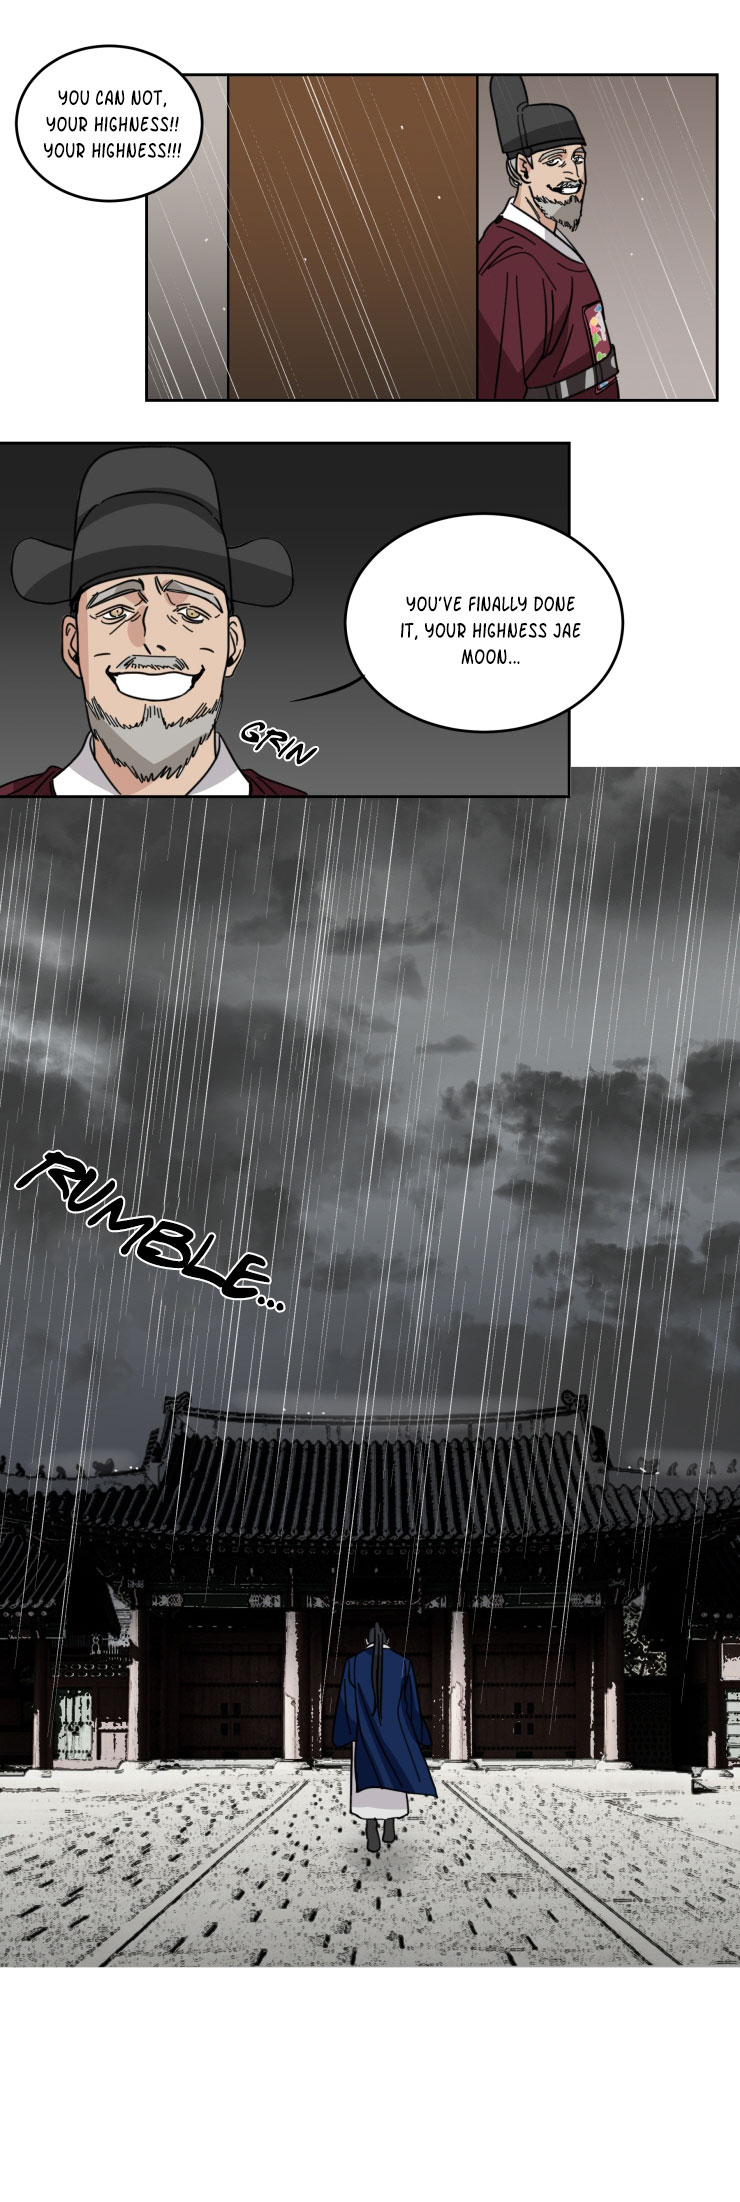 YOU CAN NOT,
YOUR HIGHNESS!!
YOUR HIGHNESS!!!
YOU'VE FINALLY DONE
IT, YOUR HIGHNESS JAE
MOON...
GRIN
RUMBLE...